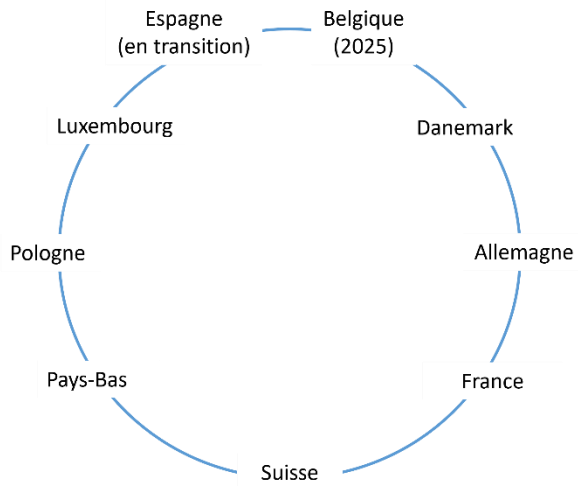 Espagne
(en transition)
Belgique
(2025)
Luxembourg
Danemark
Pologne
Allemagne
Pays-Bas
France
Suisse